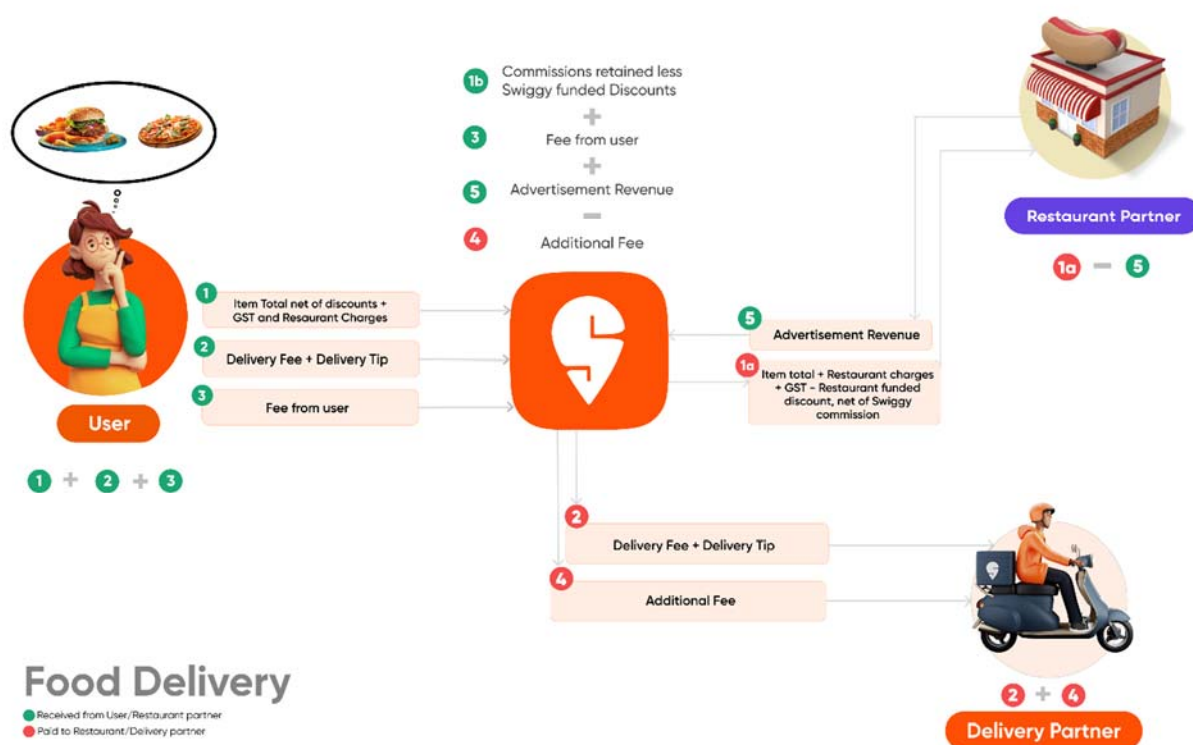 1b Commissions retained less
Swiggy funded Discounts
+
3 Fee from user
+
5 Advertisement Revenue
−
4 Additional Fee
Restaurant Partner
1a − 5
1 Item Total net of discounts +
GST and Resaurant Charges
2 Delivery Fee + Delivery Tip
3 Fee from user
User
1 + 2 + 3
5 Advertisement Revenue
1a Item total + Restaurant charges
+ GST - Restaurant funded
discount, net of Swiggy
commission
2 Delivery Fee + Delivery Tip
4 Additional Fee
2 + 4
Delivery Partner
Food Delivery
Received from User/Restaurant partner
Paid to Restaurant/Delivery partner